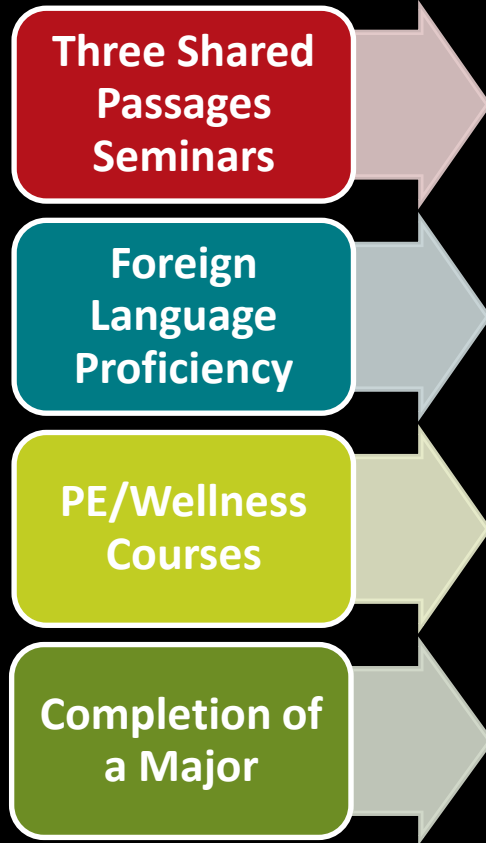 Three Shared
Passages
Seminars
Foreign
Language
Proficiency
PE/Wellness
Courses
Completion of
a Major